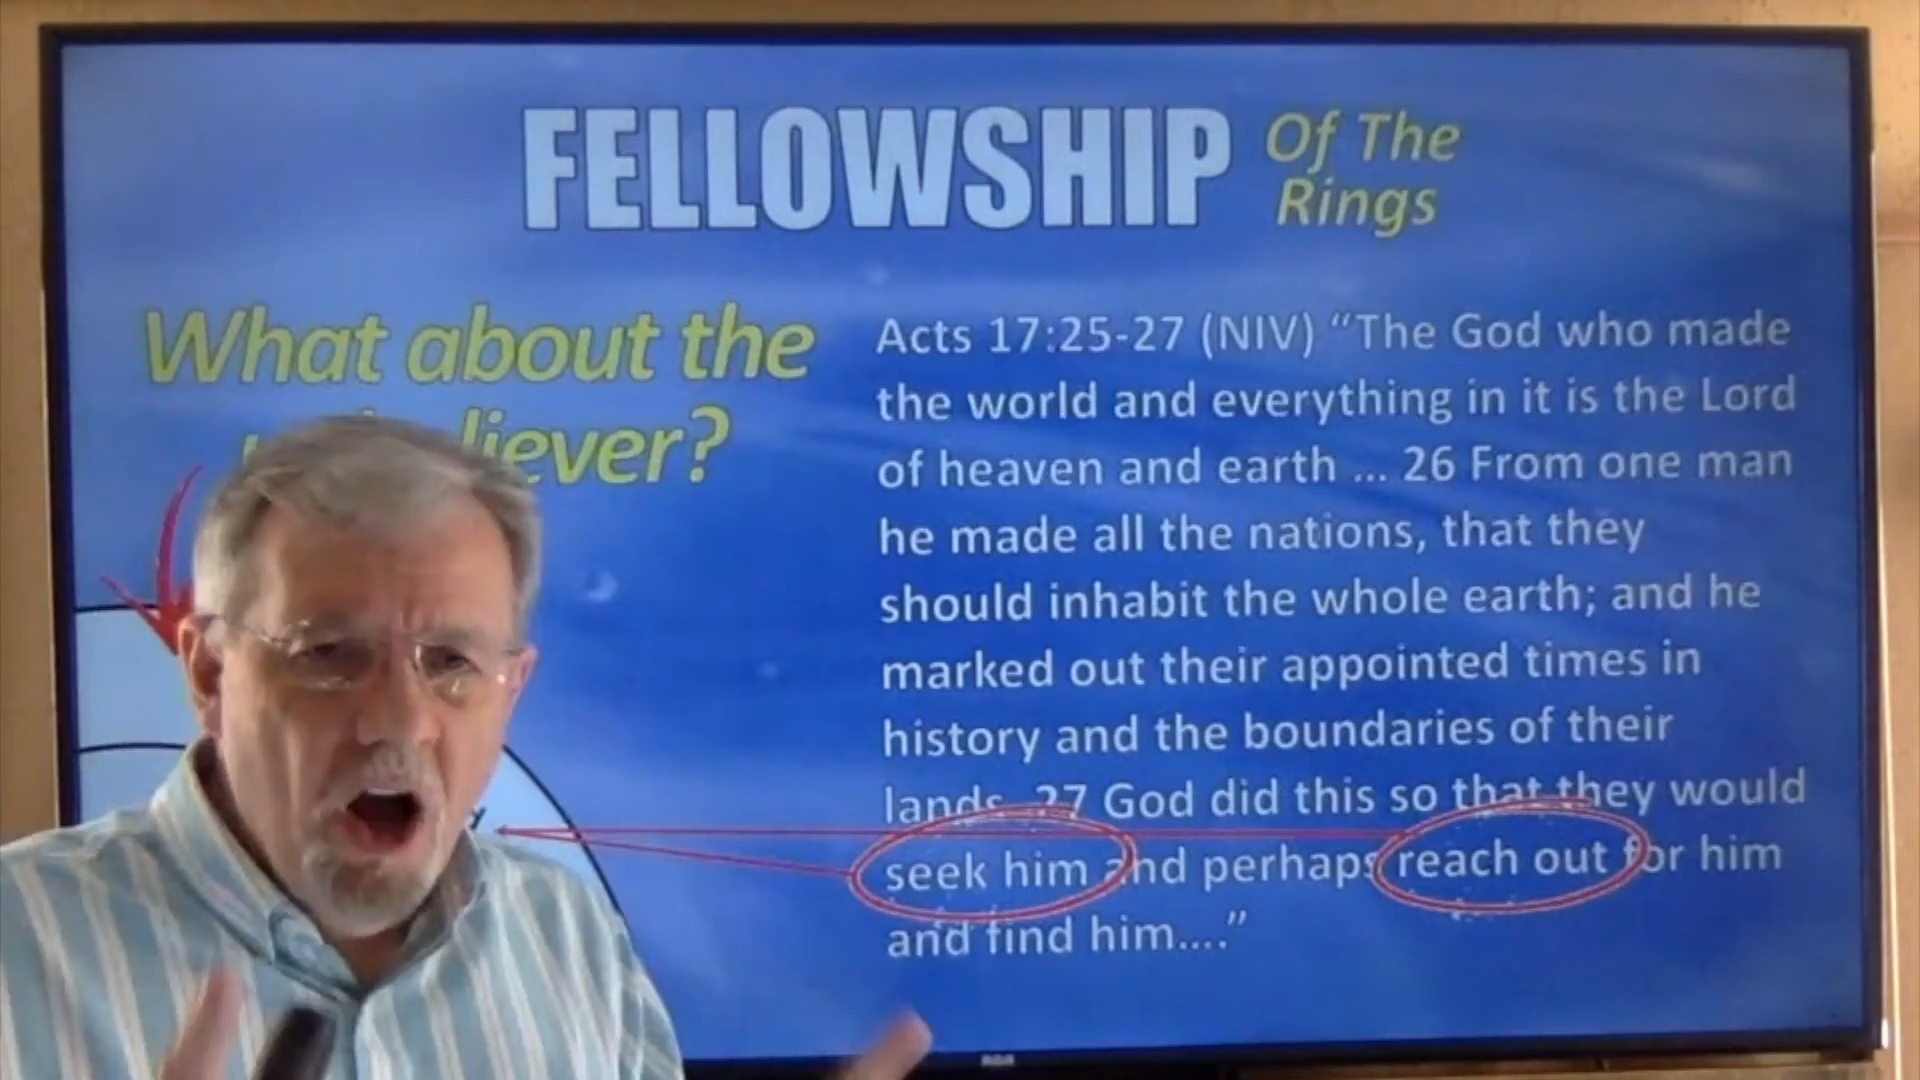 FELLOWSHIP Of The
Rings
What about the
liever?
Acts 17:25-27 (NIV) “The God who made
the world and everything in it is the Lord
of heaven and earth ... 26 From one man
he made all the nations, that they
should inhabit the whole earth; and he
marked out their appointed times in
history and the boundaries of their
lands. 27 God did this so that they would
seek him and perhaps reach out for him
and find him....”
RCA